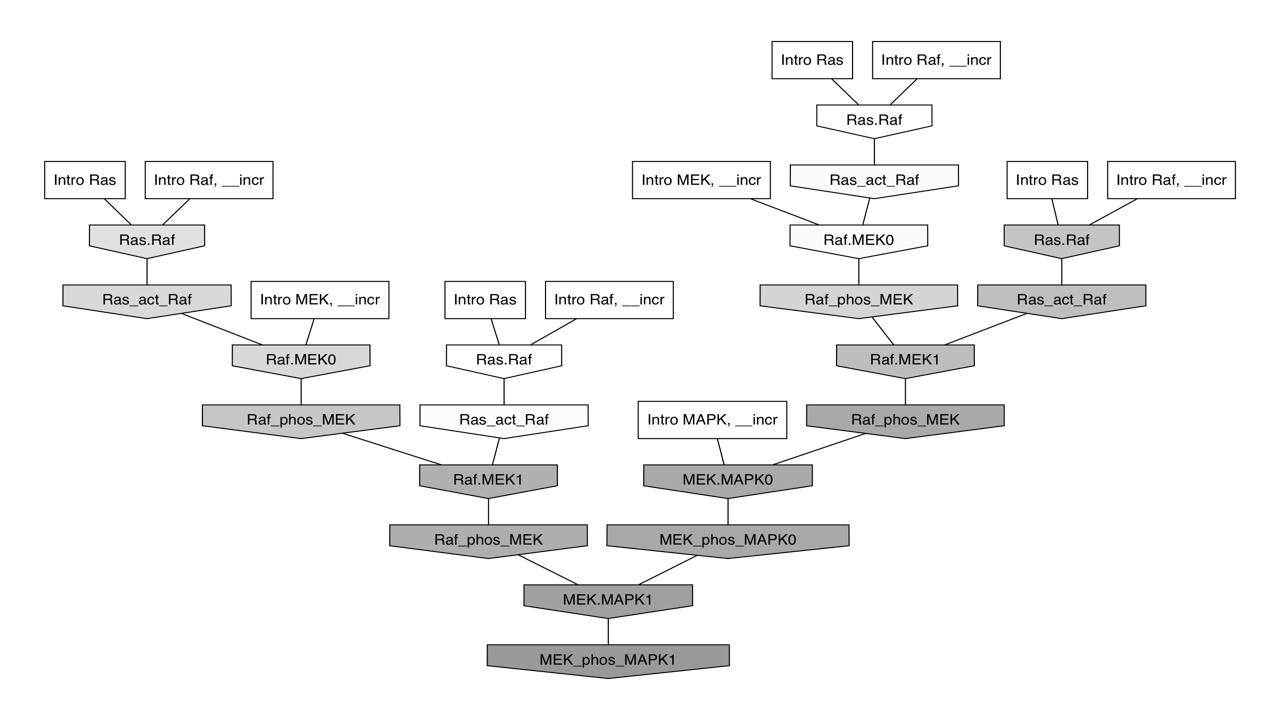 Intro Ras
Intro Raf, __incr
Ras.Raf
Intro Ras
Intro Raf, __incr
Intro MEK, __incr
Ras_act_Raf
Intro Ras
Intro Raf, __incr
Ras.Raf
Raf.MEK0
Ras.Raf
Ras_act_Raf
Intro MEK, __incr
Intro Ras
Intro Raf, __incr
Raf_phos_MEK
Ras_act_Raf
Raf.MEK0
Ras.Raf
Raf.MEK1
Raf_phos_MEK
Ras_act_Raf
Intro MAPK, __incr
Raf_phos_MEK
Raf.MEK1
MEK.MAPK0
Raf_phos_MEK
MEK_phos_MAPK0
MEK.MAPK1
MEK_phos_MAPK1